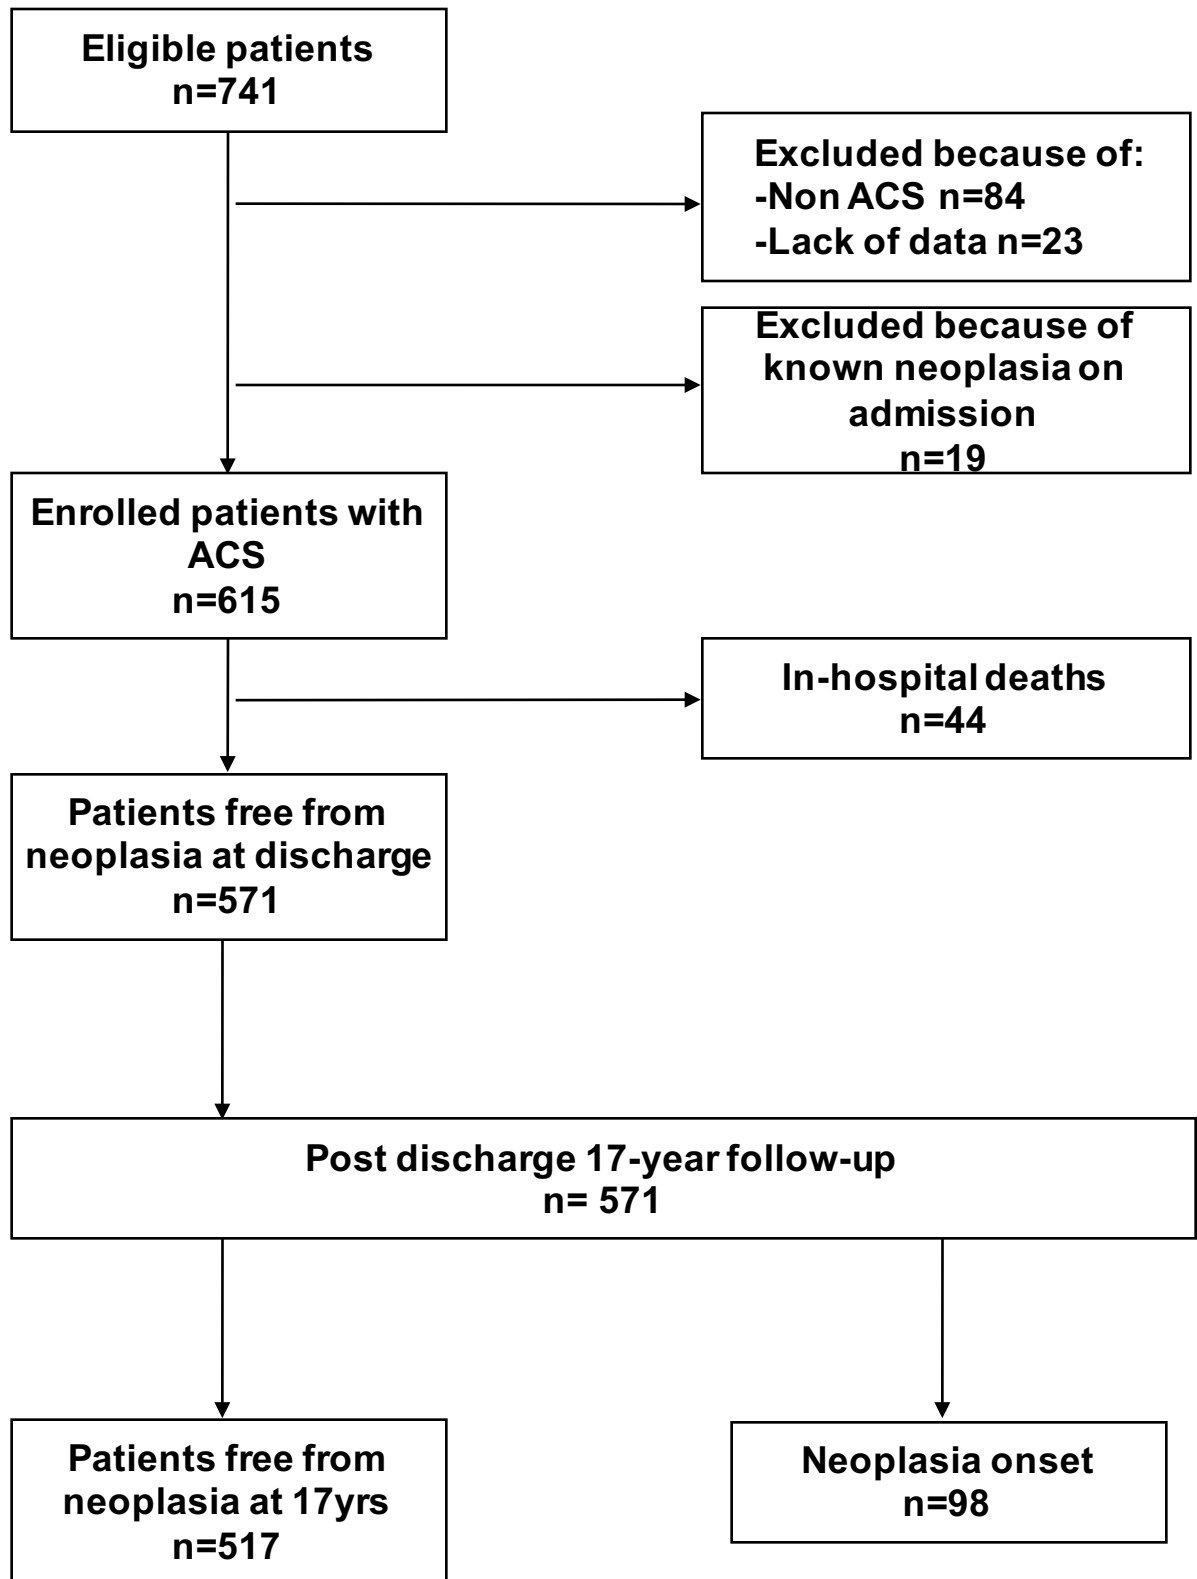 Eligible patients
n=741
Excluded because of:
-Non ACS n=84
-Lack of data n=23
Excluded because of
known neoplasia on
admission
n=19
Enrolled patients with
ACS
n=615
In-hospital deaths
n=44
Patients free from
neoplasia at discharge
n=571
Post discharge 17-year follow-up
n= 571
Patients free from
neoplasia at 17yrs
n=517
Neoplasia onset
n=98